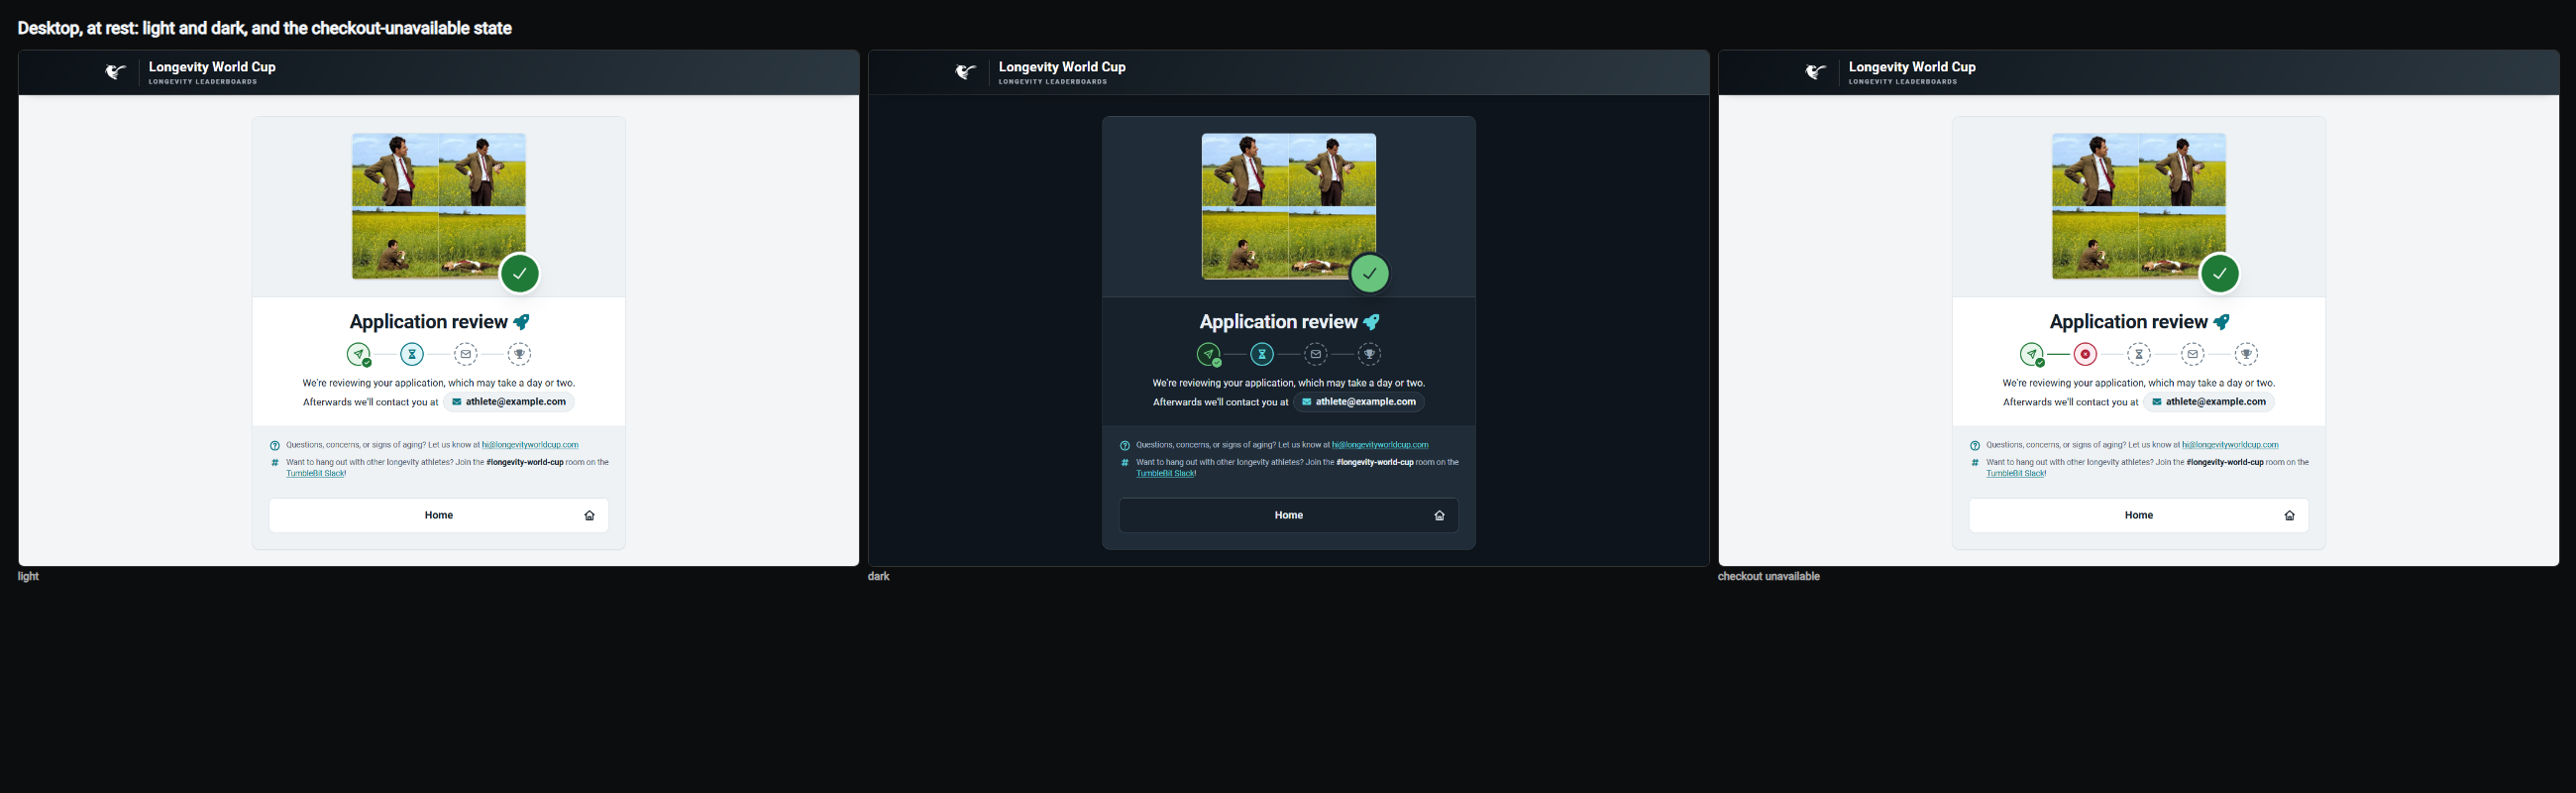 Desktop, at rest: light and dark, and the checkout-unavailable state
Longevity World Cup
LONGEVITY LEADERBOARDS
Application review
We're reviewing your application, which may take a day or two.
Afterwards we'll contact you at athlete@example.com
Questions, concerns, or signs of aging? Let us know at hi@longevityworldcup.com
# Want to hang out with other longevity athletes? Join the #longevity-world-cup room on the
TumbleBit Slack!
Home
light
Longevity World Cup
LONGEVITY LEADERBOARDS
Application review
We're reviewing your application, which may take a day or two.
Afterwards we'll contact you at athlete@example.com
Questions, concerns, or signs of aging? Let us know at hi@longevityworldcup.com
# Want to hang out with other longevity athletes? Join the #longevity-world-cup room on the
TumbleBit Slack!
Home
dark
Longevity World Cup
LONGEVITY LEADERBOARDS
Application review
We're reviewing your application, which may take a day or two.
Afterwards we'll contact you at athlete@example.com
Questions, concerns, or signs of aging? Let us know at hi@longevityworldcup.com
# Want to hang out with other longevity athletes? Join the #longevity-world-cup room on the
TumbleBit Slack!
Home
checkout unavailable